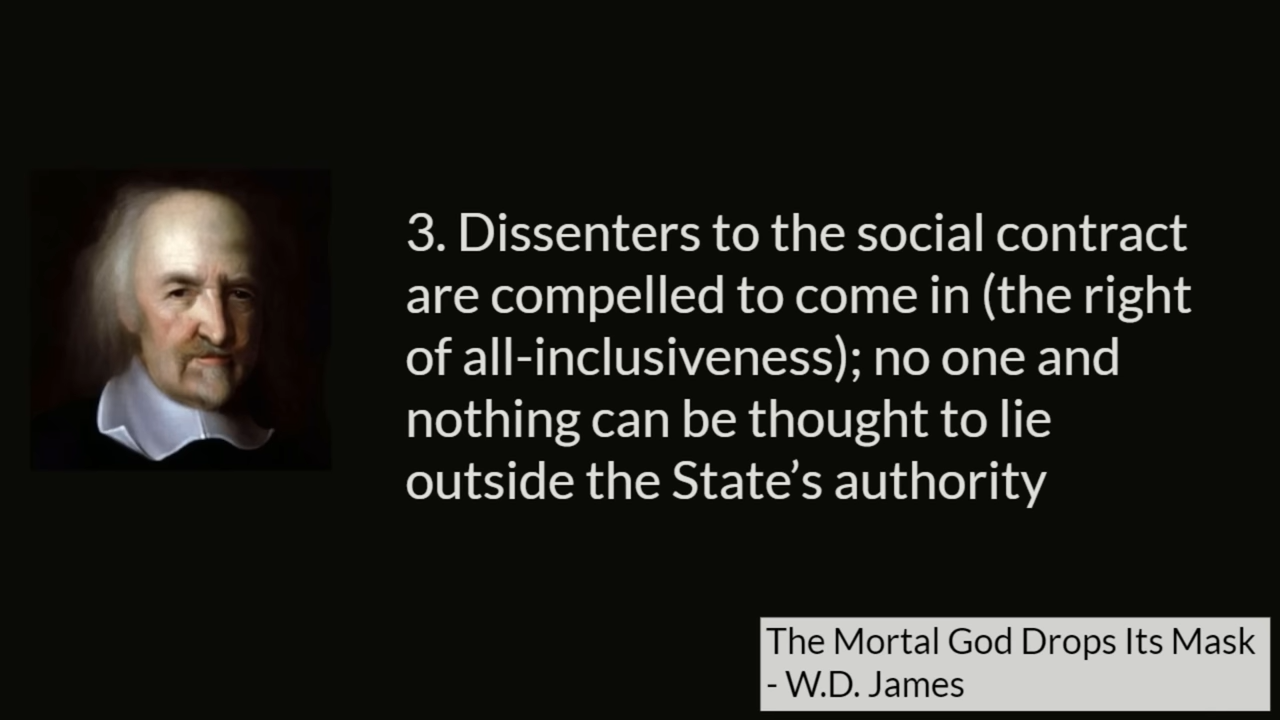 3. Dissenters to the social contract
are compelled to come in (the right
of all-inclusiveness); no one and
nothing can be thought to lie
outside the State’s authority
The Mortal God Drops Its Mask
- W.D. James